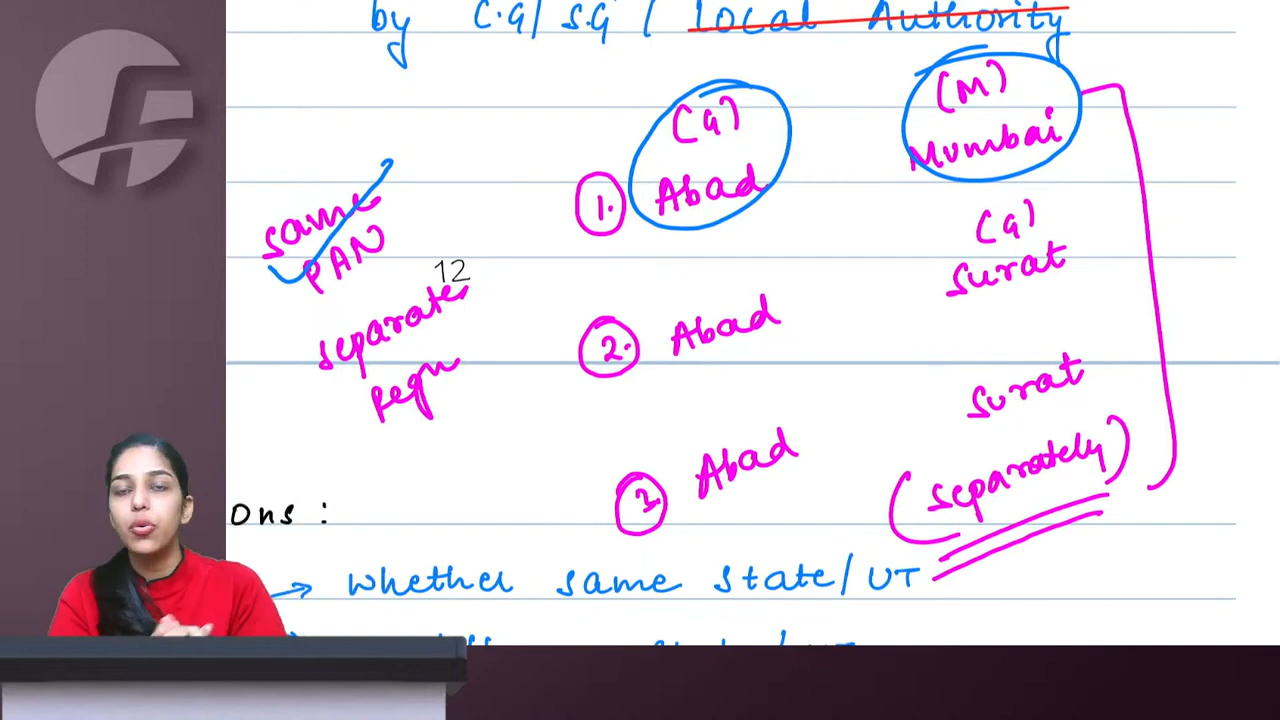 by C.G/S.G / Local Authority
(G)
(M)
1. Abad
Mumbai
same
PAN
(G)
Surat
12
separate
Regn
2. Abad
Surat
3. Abad
(separately)
ons :
→ Whether same State/UT